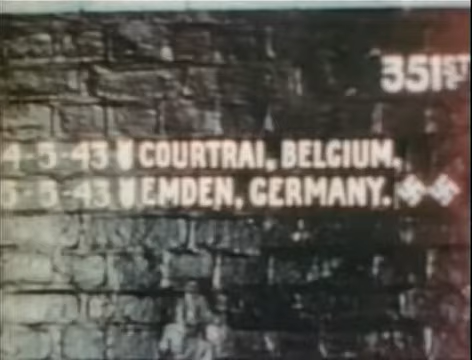 351ST
4-5-43 COURTRAI, BELGIUM.
5-5-43 EMDEN, GERMANY.